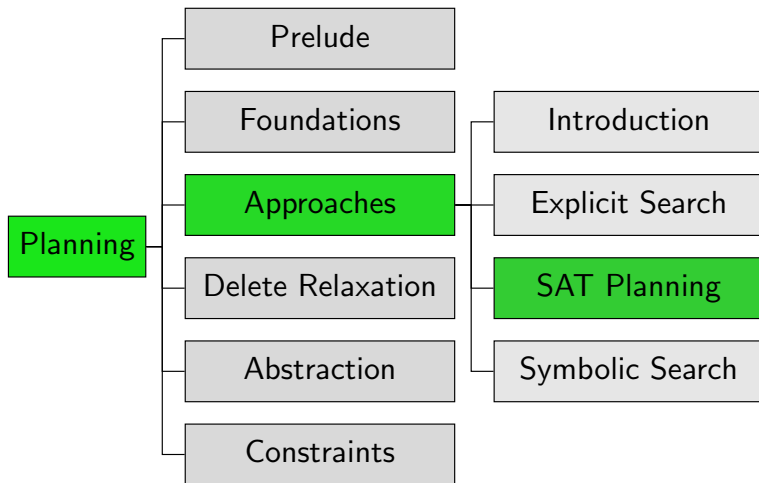 Planning
Prelude
Foundations
Approaches
Delete Relaxation
Abstraction
Constraints
Introduction
Explicit Search
SAT Planning
Symbolic Search